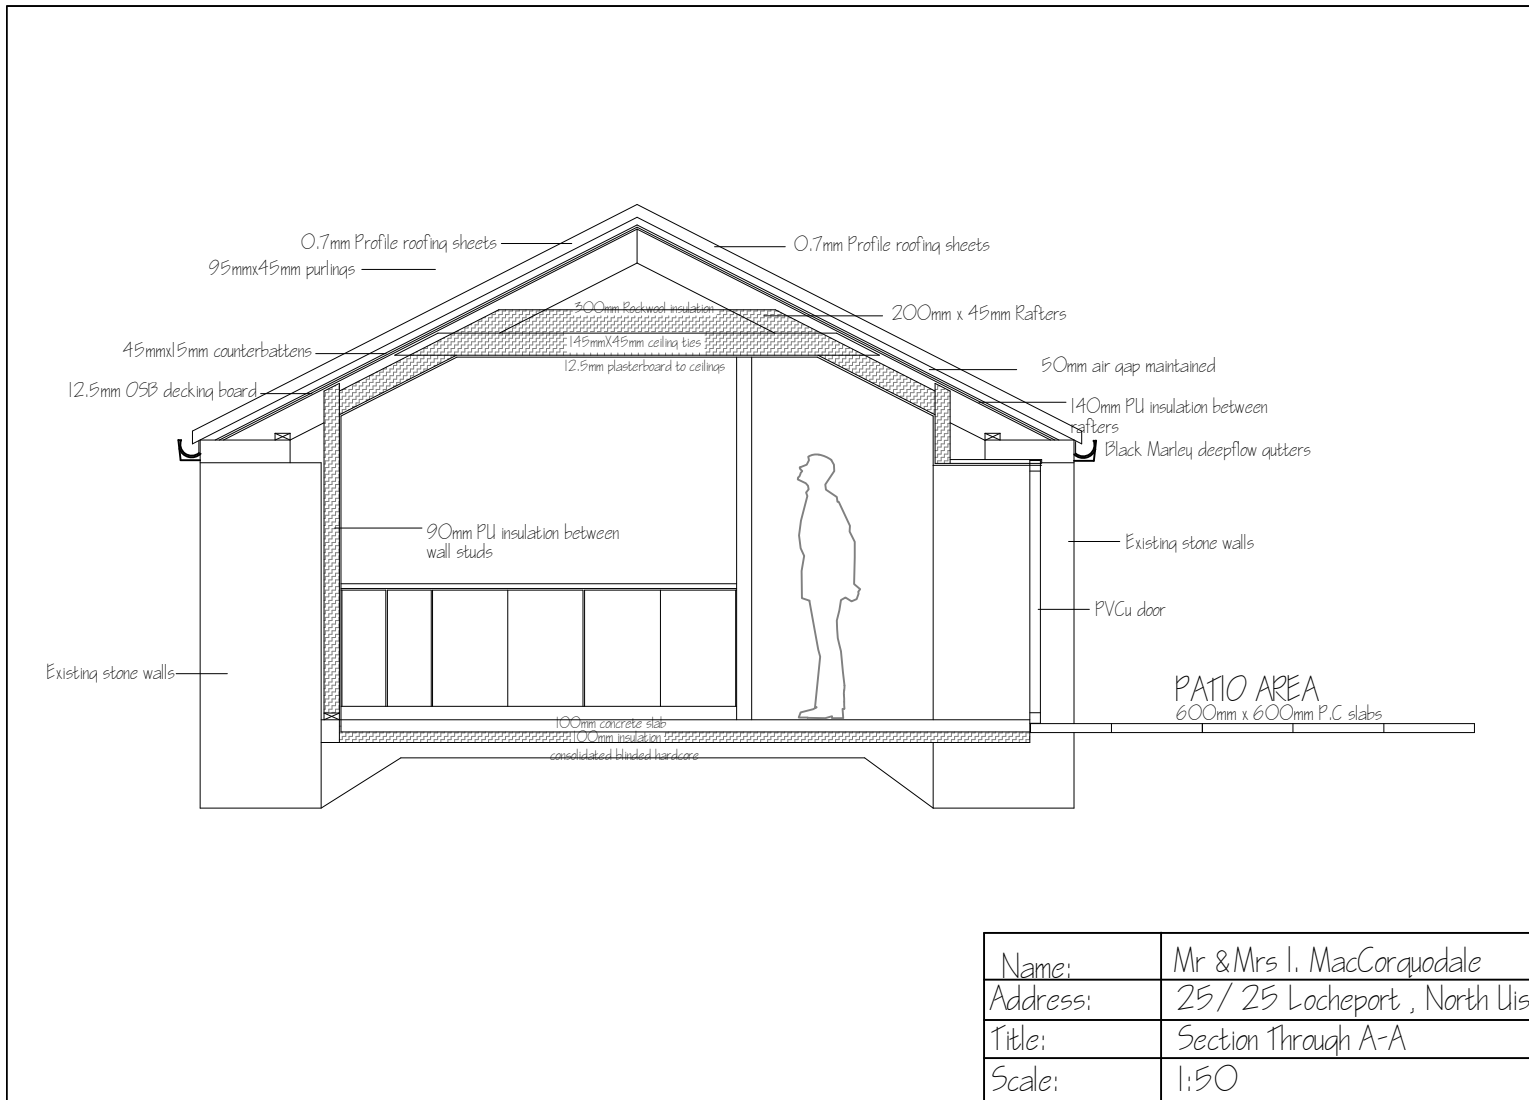 0.7mm Profile roofing sheets
0.7mm Profile roofing sheets
95mmx45mm purlings
300mm Rockwool insulation
200mm x 45mm Rafters
145mmX45mm ceiling ties
45mmx15mm counterbattens
12.5mm plasterboard to ceilings
50mm air gap maintained
12.5mm OSB decking board
140mm PU insulation between
rafters
Black Marley deepflow gutters
90mm PU insulation between
wall studs
Existing stone walls
PVCu door
Existing stone walls
PATIO AREA
600mm x 600mm P.C slabs
100mm concrete slab
100mm insulation
consolidated blinded hardcore
Name: Mr &Mrs I. MacCorquodale
Address: 25/ 25 Locheport , North Uis
Title: Section Through A-A
Scale: 1:50